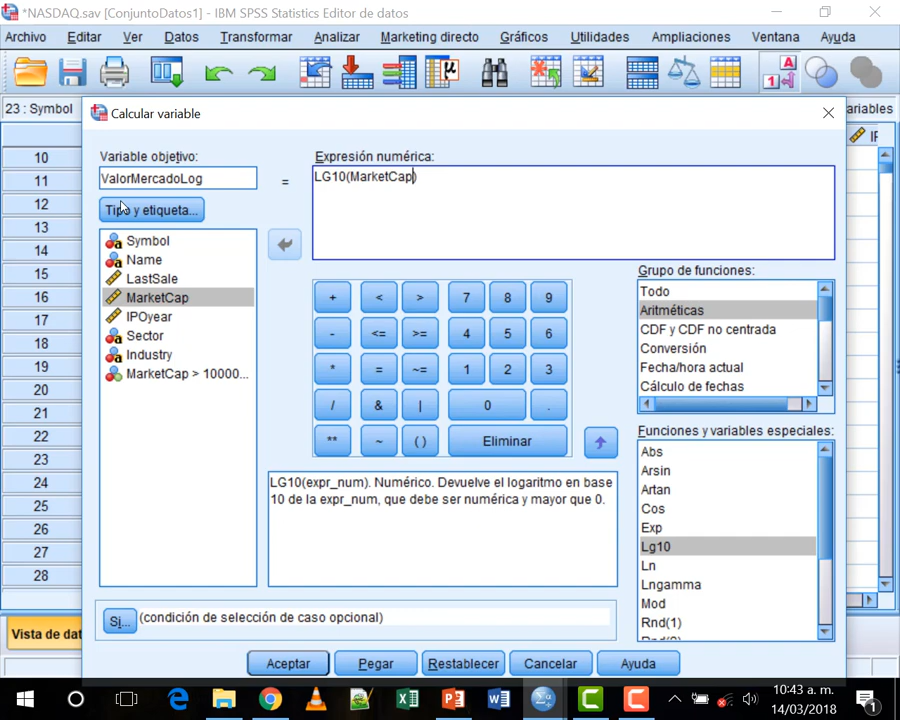 *NASDAQ.sav [ConjuntoDatos1] - IBM SPSS Statistics Editor de datos
Archivo Editar Ver Datos Transformar Analizar Marketing directo Gráficos Utilidades Ampliaciones Ventana Ayuda
23 : Symbol
Calcular variable
Variable objetivo:
ValorMercadoLog
=
Expresión numérica:
LG10(MarketCap)
Tipo y etiqueta...
Symbol
Name
LastSale
MarketCap
IPOyear
Sector
Industry
MarketCap > 10000...
+ < > 7 8 9
- <= >= 4 5 6
* = ~= 1 2 3
/ & | 0 .
** ~ ( ) Eliminar
Grupo de funciones:
Todo
Aritméticas
CDF y CDF no centrada
Conversión
Fecha/hora actual
Cálculo de fechas
LG10(expr_num). Numérico. Devuelve el logaritmo en base
10 de la expr_num, que debe ser numérica y mayor que 0.
Funciones y variables especiales:
Abs
Arsin
Artan
Cos
Exp
Lg10
Ln
Lngamma
Mod
Rnd(1)
Si... (condición de selección de caso opcional)
Aceptar Pegar Restablecer Cancelar Ayuda
10
11
12
13
14
15
16
17
18
19
20
21
22
23
24
25
26
27
28
Vista de dat
10:43 a. m.
14/03/2018